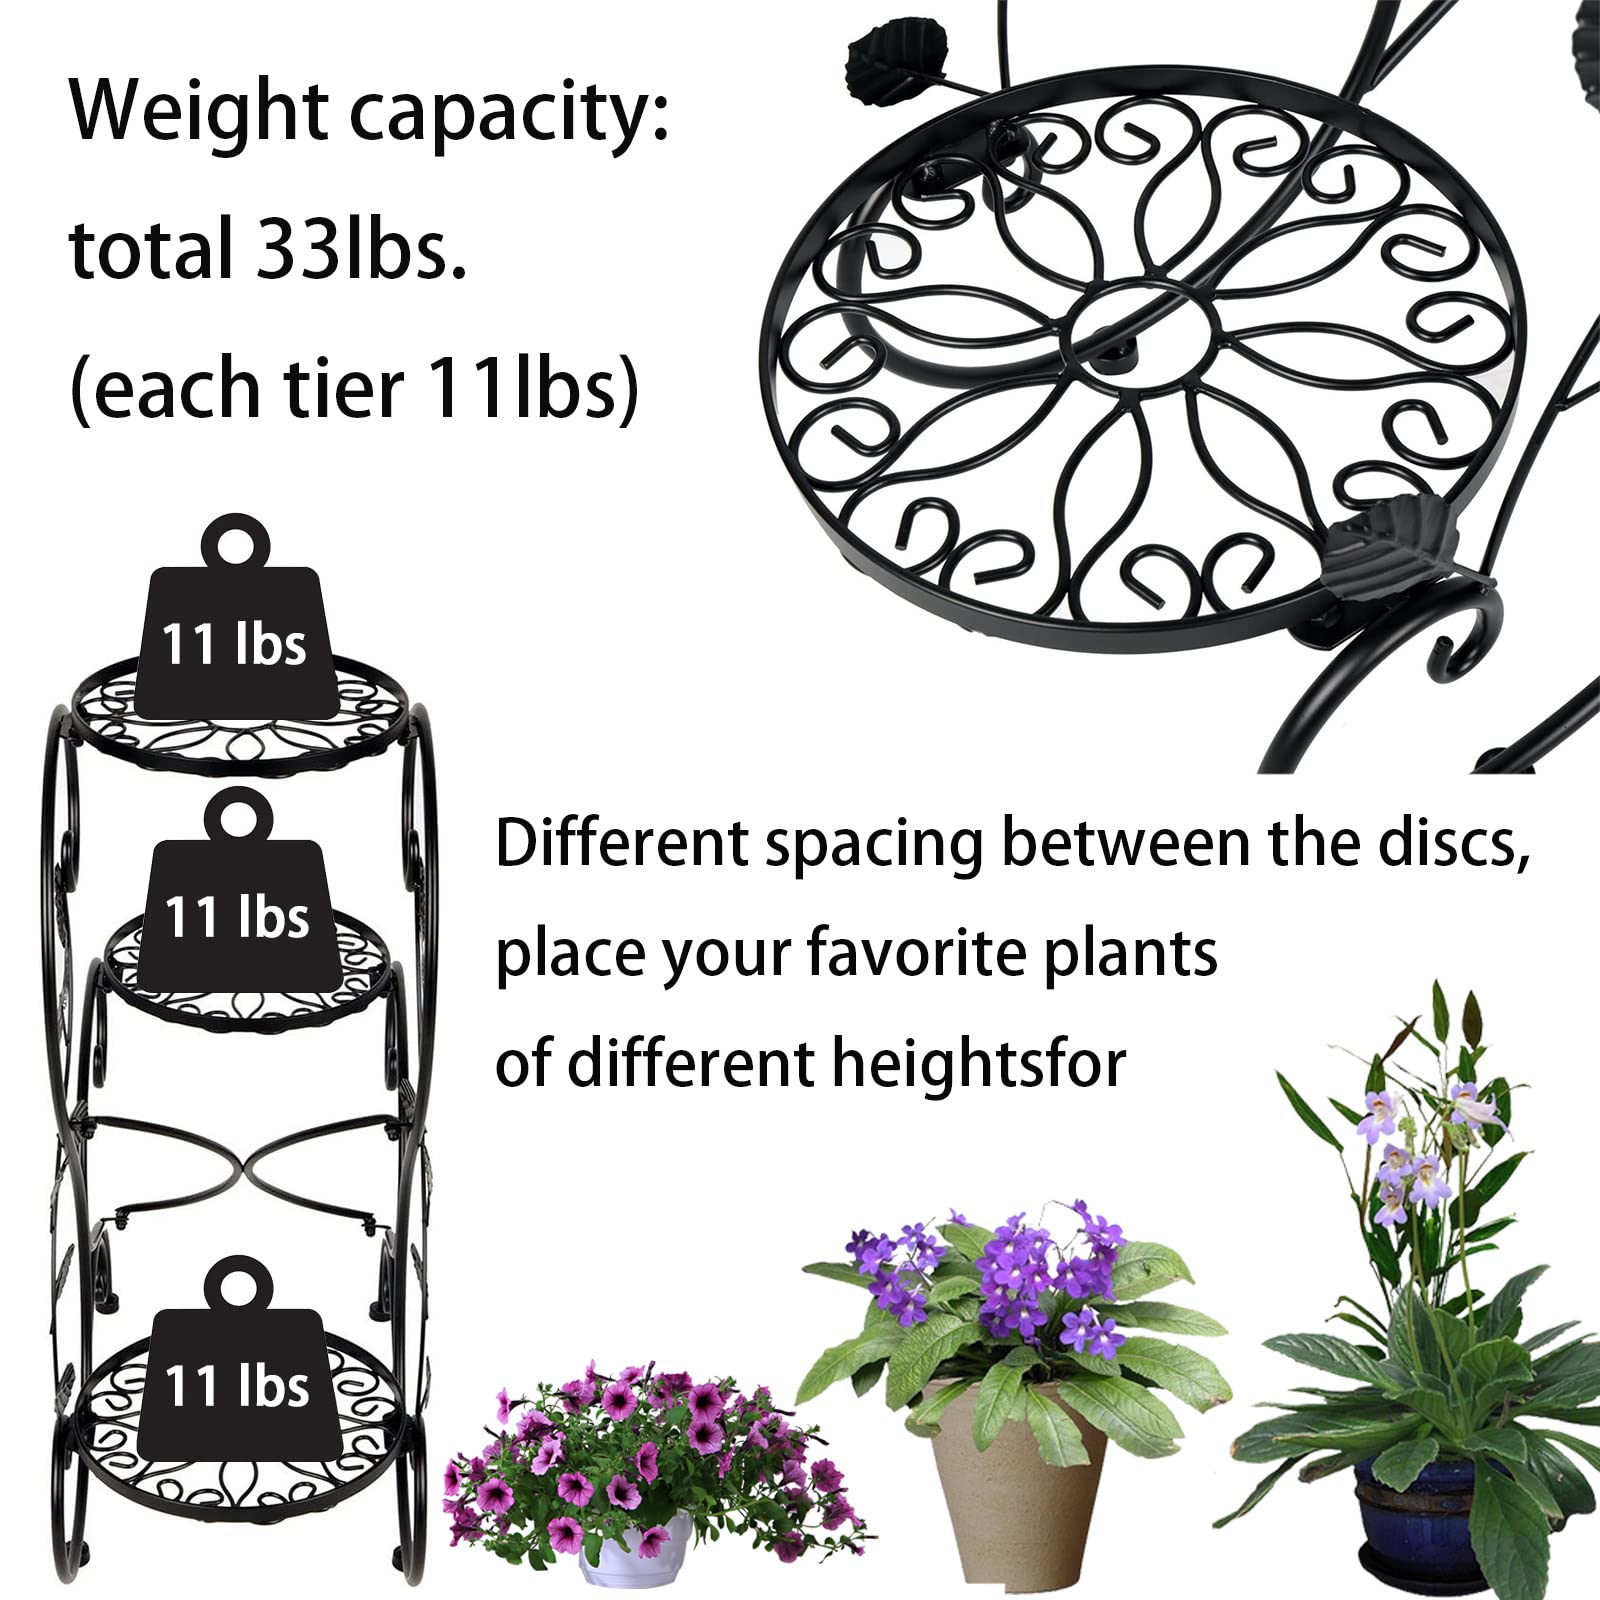 Weight capacity:
total 33lbs.
(each tier 11lbs)
11 lbs
11 lbs
11 lbs
Different spacing between the discs,
place your favorite plants
of different heightsfor